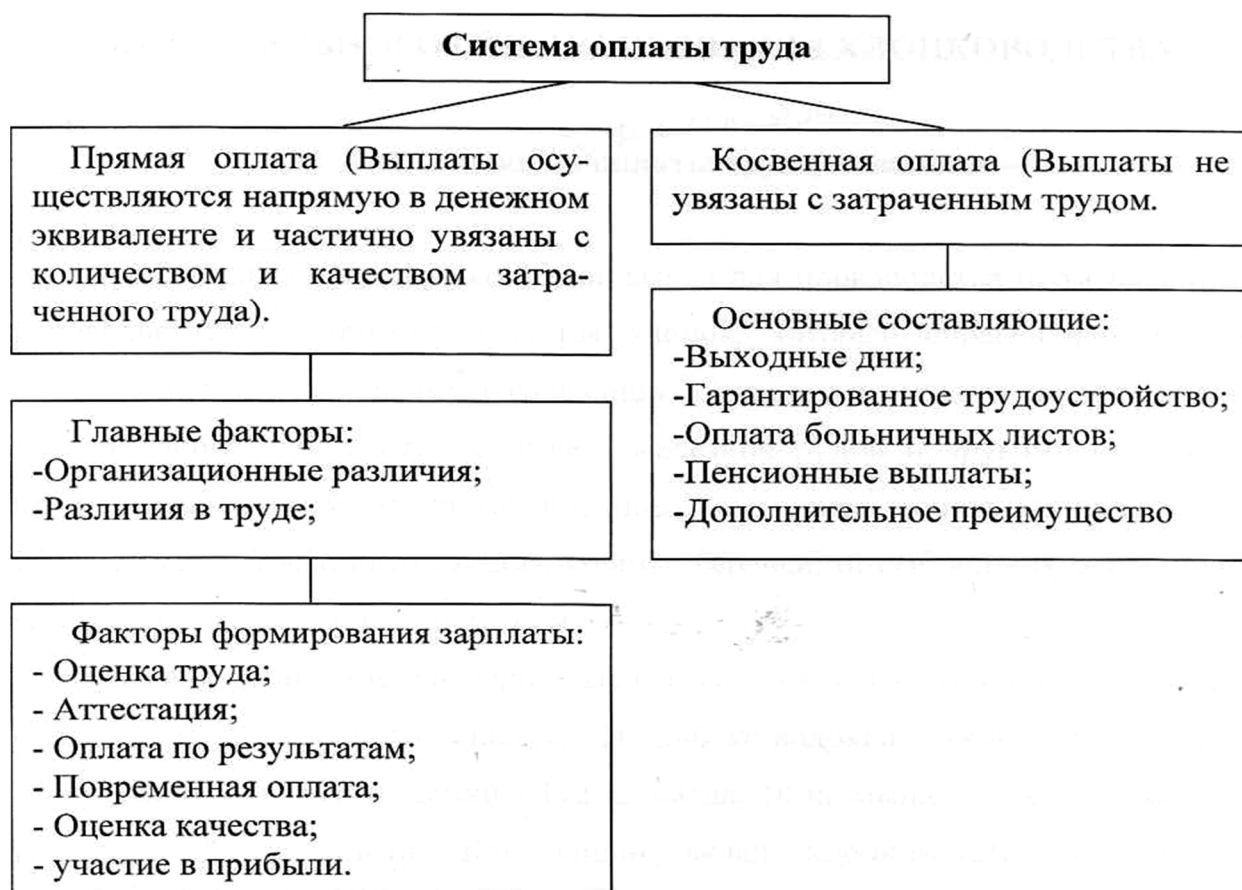 Система оплаты труда
Прямая оплата (Выплаты осу-
ществляются напрямую в денежном
эквиваленте и частично увязаны с
количеством и качеством затра-
ченного труда).
Косвенная оплата (Выплаты не
увязаны с затраченным трудом.
Главные факторы:
-Организационные различия;
-Различия в труде;
Основные составляющие:
-Выходные дни;
-Гарантированное трудоустройство;
-Оплата больничных листов;
-Пенсионные выплаты;
-Дополнительное преимущество
Факторы формирования зарплаты:
- Оценка труда;
- Аттестация;
- Оплата по результатам;
- Повременная оплата;
- Оценка качества;
- участие в прибыли.